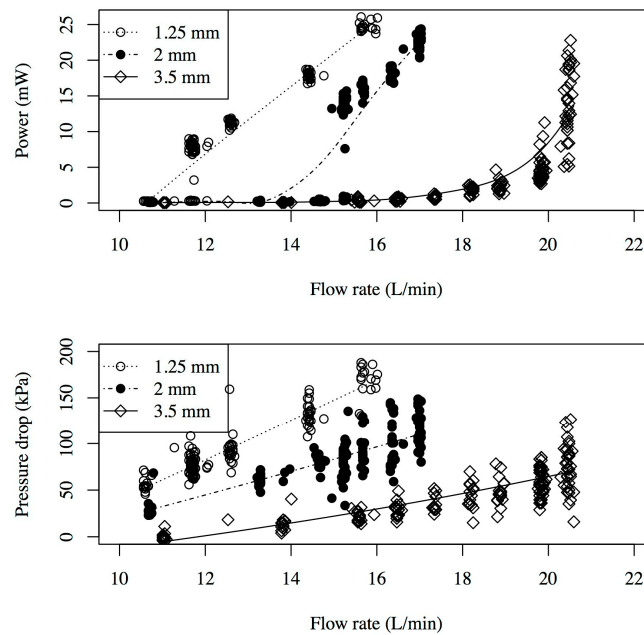 25
20
15
10
5
0
Power (mW)
1.25 mm
2 mm
3.5 mm
10 12 14 16 18 20 22
Flow rate (L/min)
200
150
100
50
0
Pressure drop (kPa)
1.25 mm
2 mm
3.5 mm
10 12 14 16 18 20 22
Flow rate (L/min)